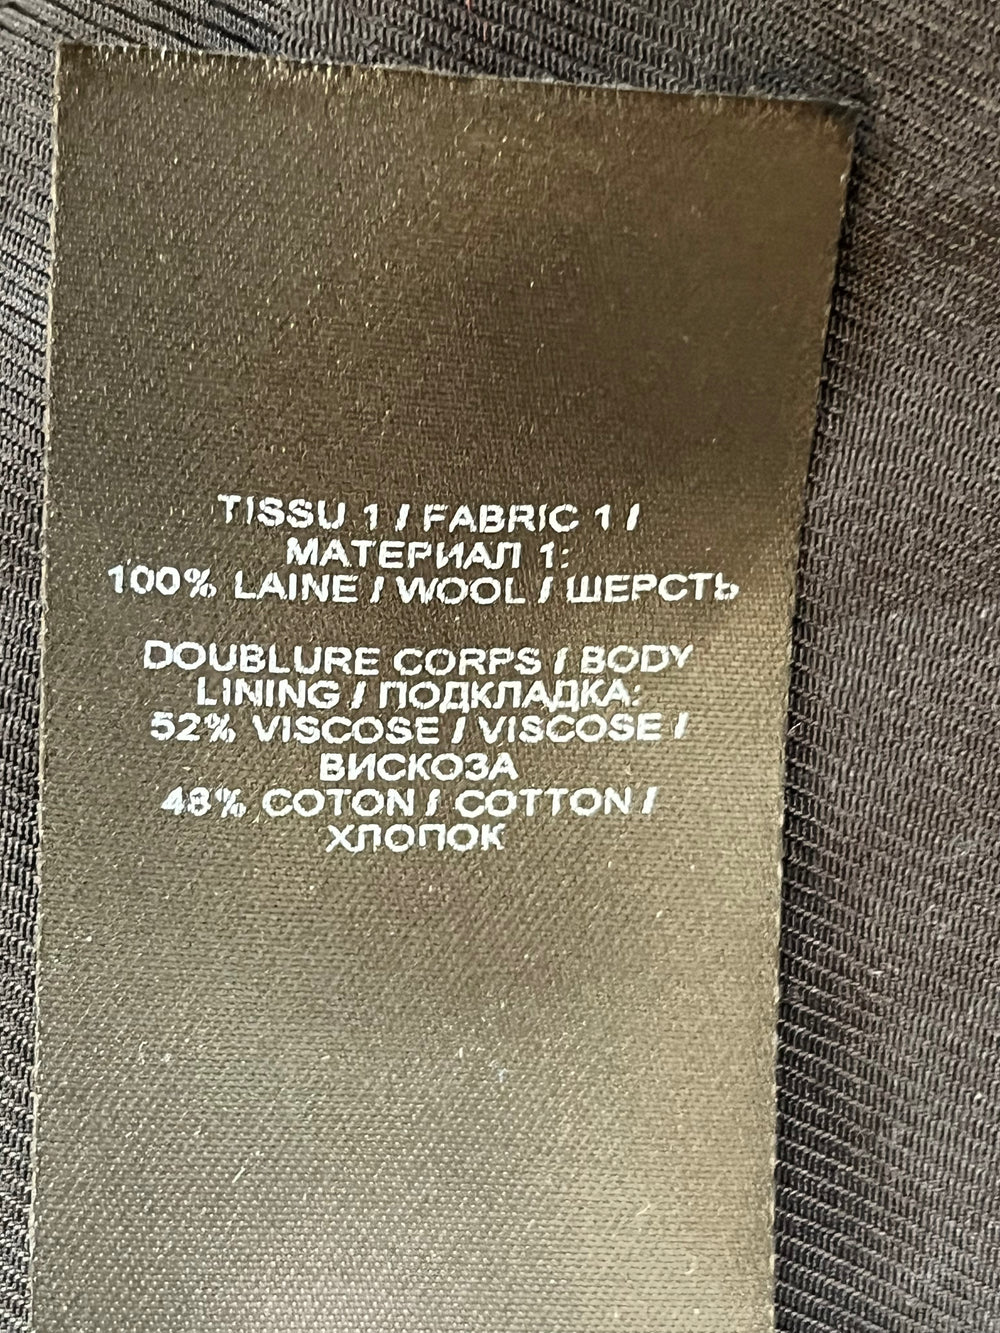 TISSU 1 / FABRIC 1 /
МАТЕРИАЛ 1:
100% LAINE / WOOL / ШЕРСТЬ
DOUBLURE CORPS / BODY
LINING / ПОДКЛАДКА:
52% VISCOSE / VISCOSE /
ВИСКОЗА
48% COTON / COTTON /
ХЛОПОК